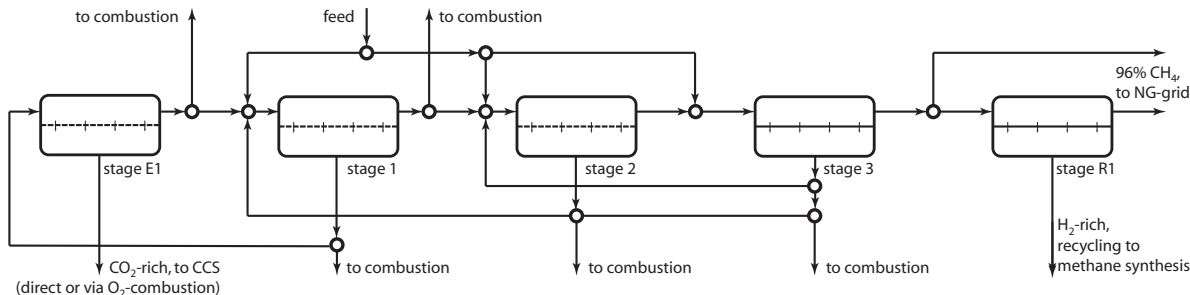 to combustion
feed
to combustion
96% CH₄,
to NG-grid
stage E1
stage 1
stage 2
stage 3
stage R1
CO₂-rich, to CCS
(direct or via O₂-combustion)
to combustion
to combustion
to combustion
H₂-rich,
recycling to
methane synthesis